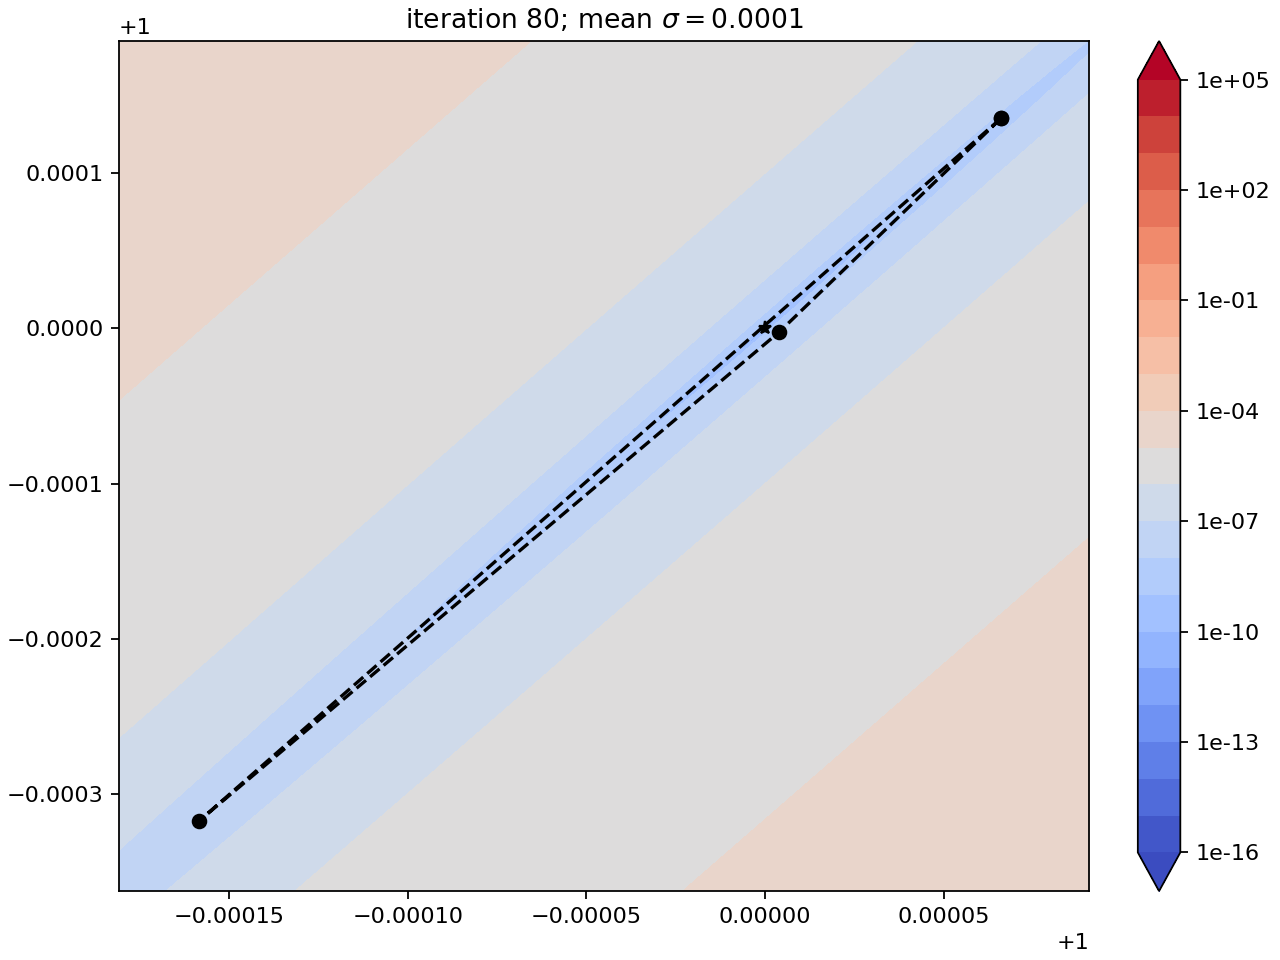 iteration 80; mean σ = 0.0001
+1
0.0001
0.0000
−0.0001
−0.0002
−0.0003
−0.00015
−0.00010
−0.00005
0.00000
0.00005
+1
1e+05
1e+02
1e-01
1e-04
1e-07
1e-10
1e-13
1e-16